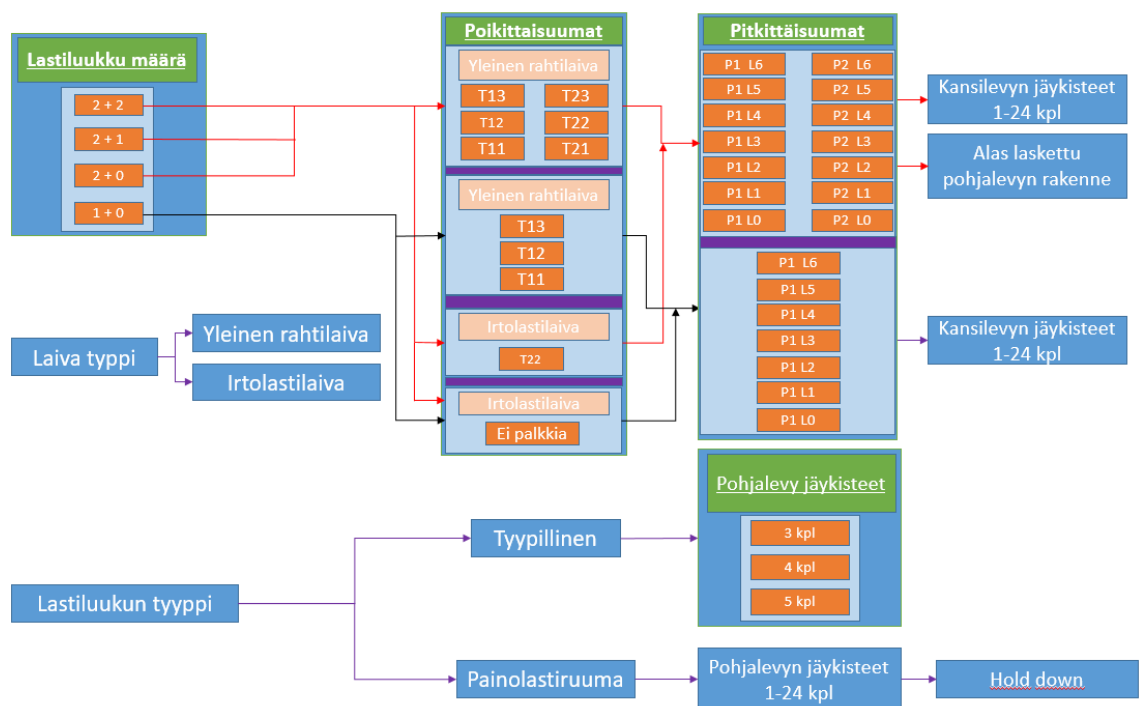 Lastiluukku määrä
2 + 2
2 + 1
2 + 0
1 + 0
Poikittaisuumat
Yleinen rahtilaiva
T13 T23
T12 T22
T11 T21
Yleinen rahtilaiva
T13
T12
T11
Irtolastilaiva
T22
Irtolastilaiva
Ei palkkia
Pitkittäisuumat
P1 L6 P2 L6
P1 L5 P2 L5
P1 L4 P2 L4
P1 L3 P2 L3
P1 L2 P2 L2
P1 L1 P2 L1
P1 L0 P2 L0
P1 L6
P1 L5
P1 L4
P1 L3
P1 L2
P1 L1
P1 L0
Kansilevyn jäykisteet
1-24 kpl
Alas laskettu
pohjalevyn rakenne
Kansilevyn jäykisteet
1-24 kpl
Laiva typpi
Yleinen rahtilaiva
Irtolastilaiva
Lastiluukun tyyppi
Tyypillinen
Pohjalevy jäykisteet
3 kpl
4 kpl
5 kpl
Painolastiruuma
Pohjalevyn jäykisteet
1-24 kpl
Hold down